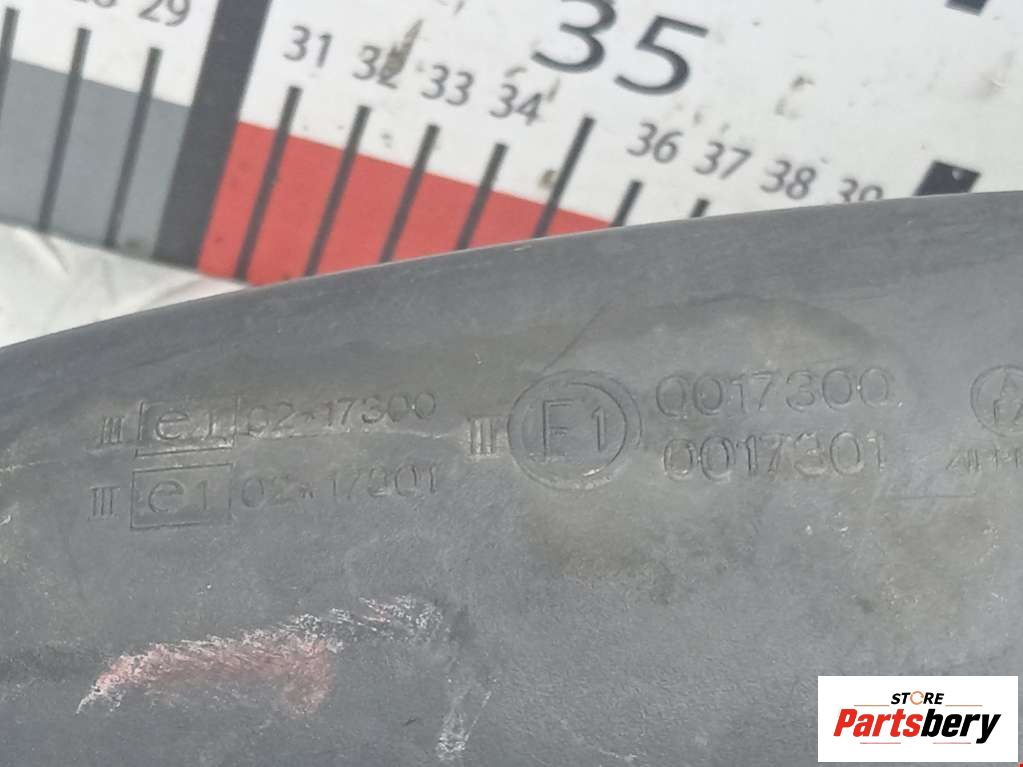 29 31 32 33 34 35 36 37 38 39
III e1 02*17300
III e1 02*17301
III E1 0017300
0017301
STORE
Partsbery